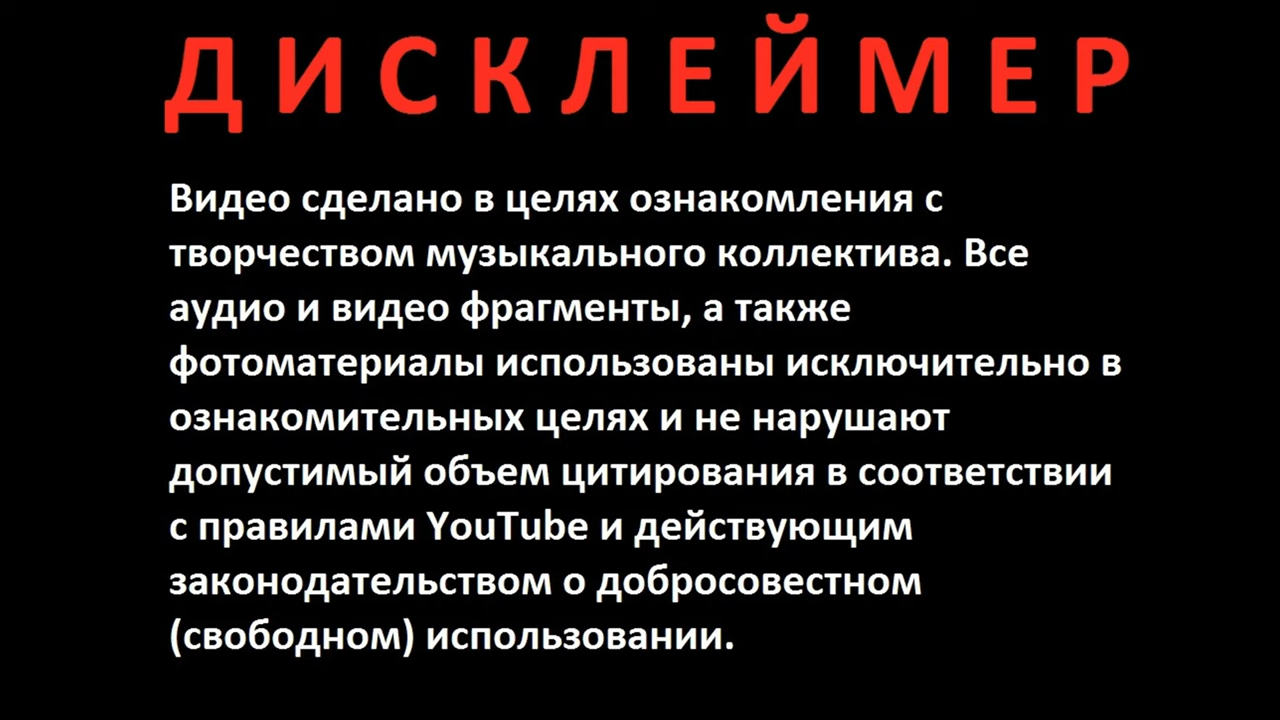 ДИСКЛЕЙМЕР
Видео сделано в целях ознакомления с
творчеством музыкального коллектива. Все
аудио и видео фрагменты, а также
фотоматериалы использованы исключительно в
ознакомительных целях и не нарушают
допустимый объем цитирования в соответствии
с правилами YouTube и действующим
законодательством о добросовестном
(свободном) использовании.